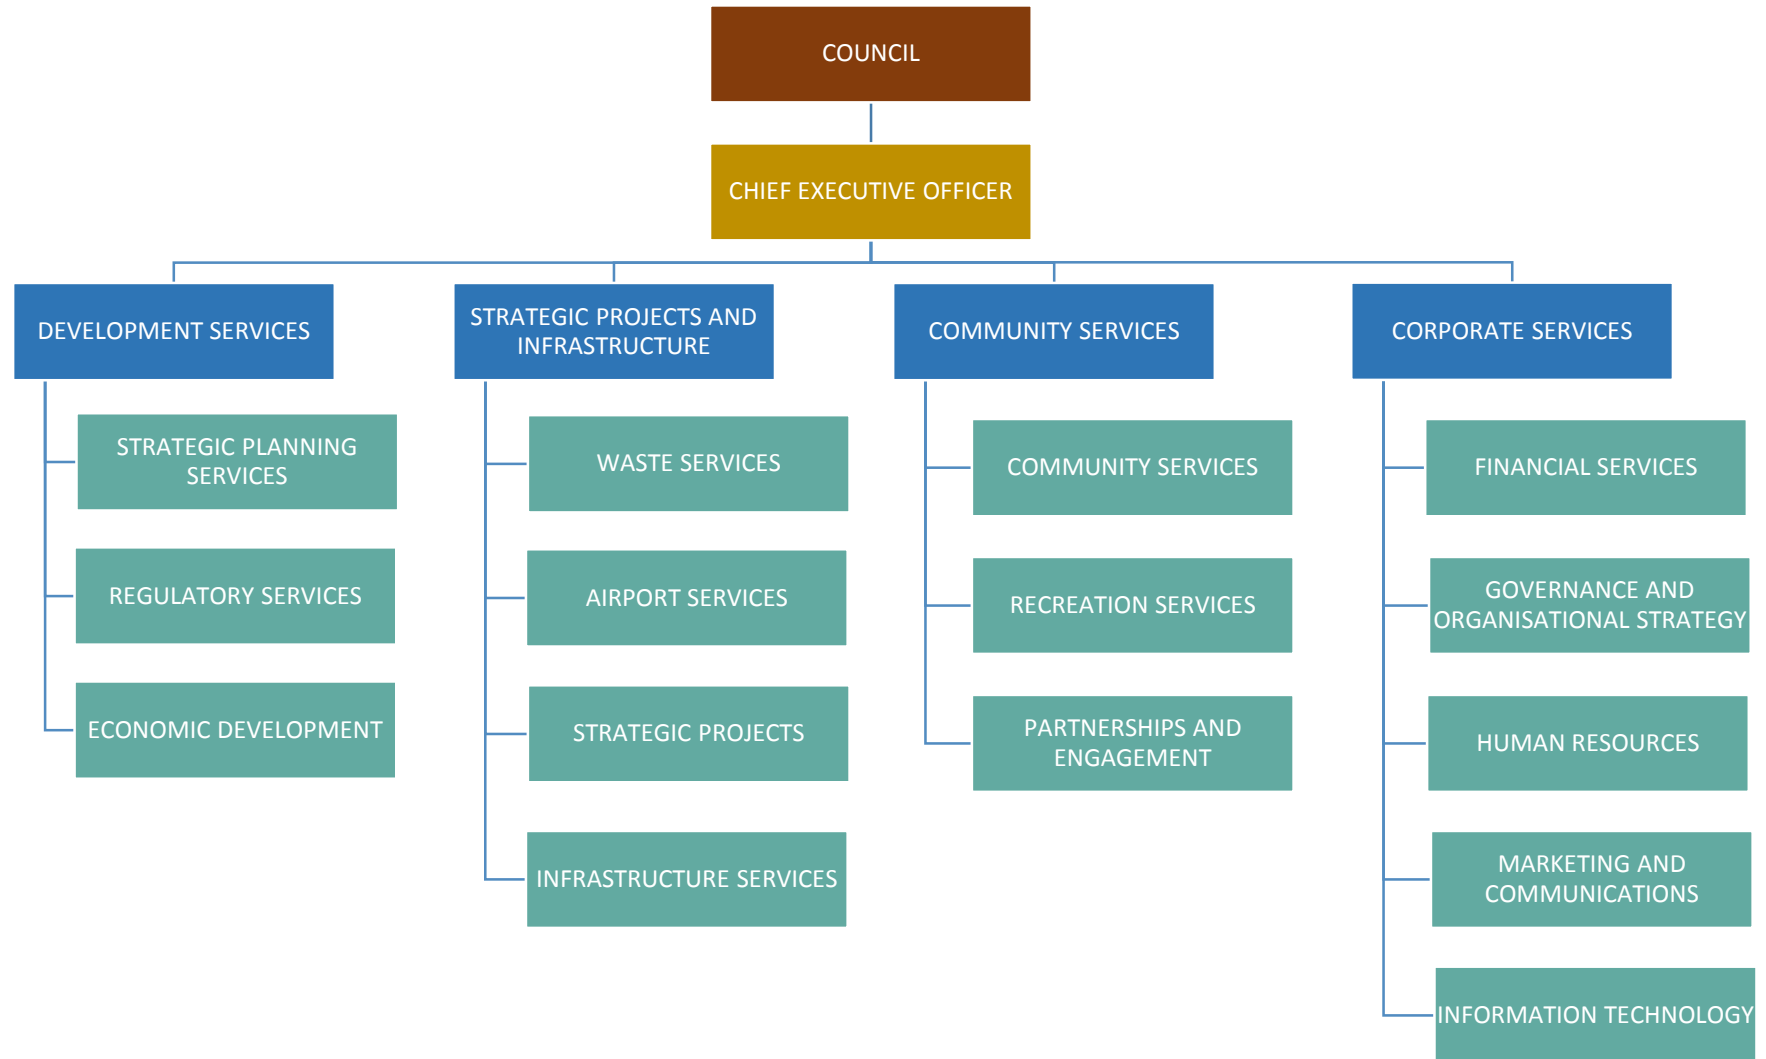 COUNCIL
CHIEF EXECUTIVE OFFICER
DEVELOPMENT SERVICES
STRATEGIC PLANNING
SERVICES
REGULATORY SERVICES
ECONOMIC DEVELOPMENT
STRATEGIC PROJECTS AND
INFRASTRUCTURE
WASTE SERVICES
AIRPORT SERVICES
STRATEGIC PROJECTS
INFRASTRUCTURE SERVICES
COMMUNITY SERVICES
COMMUNITY SERVICES
RECREATION SERVICES
PARTNERSHIPS AND
ENGAGEMENT
CORPORATE SERVICES
FINANCIAL SERVICES
GOVERNANCE AND
ORGANISATIONAL STRATEGY
HUMAN RESOURCES
MARKETING AND
COMMUNICATIONS
INFORMATION TECHNOLOGY